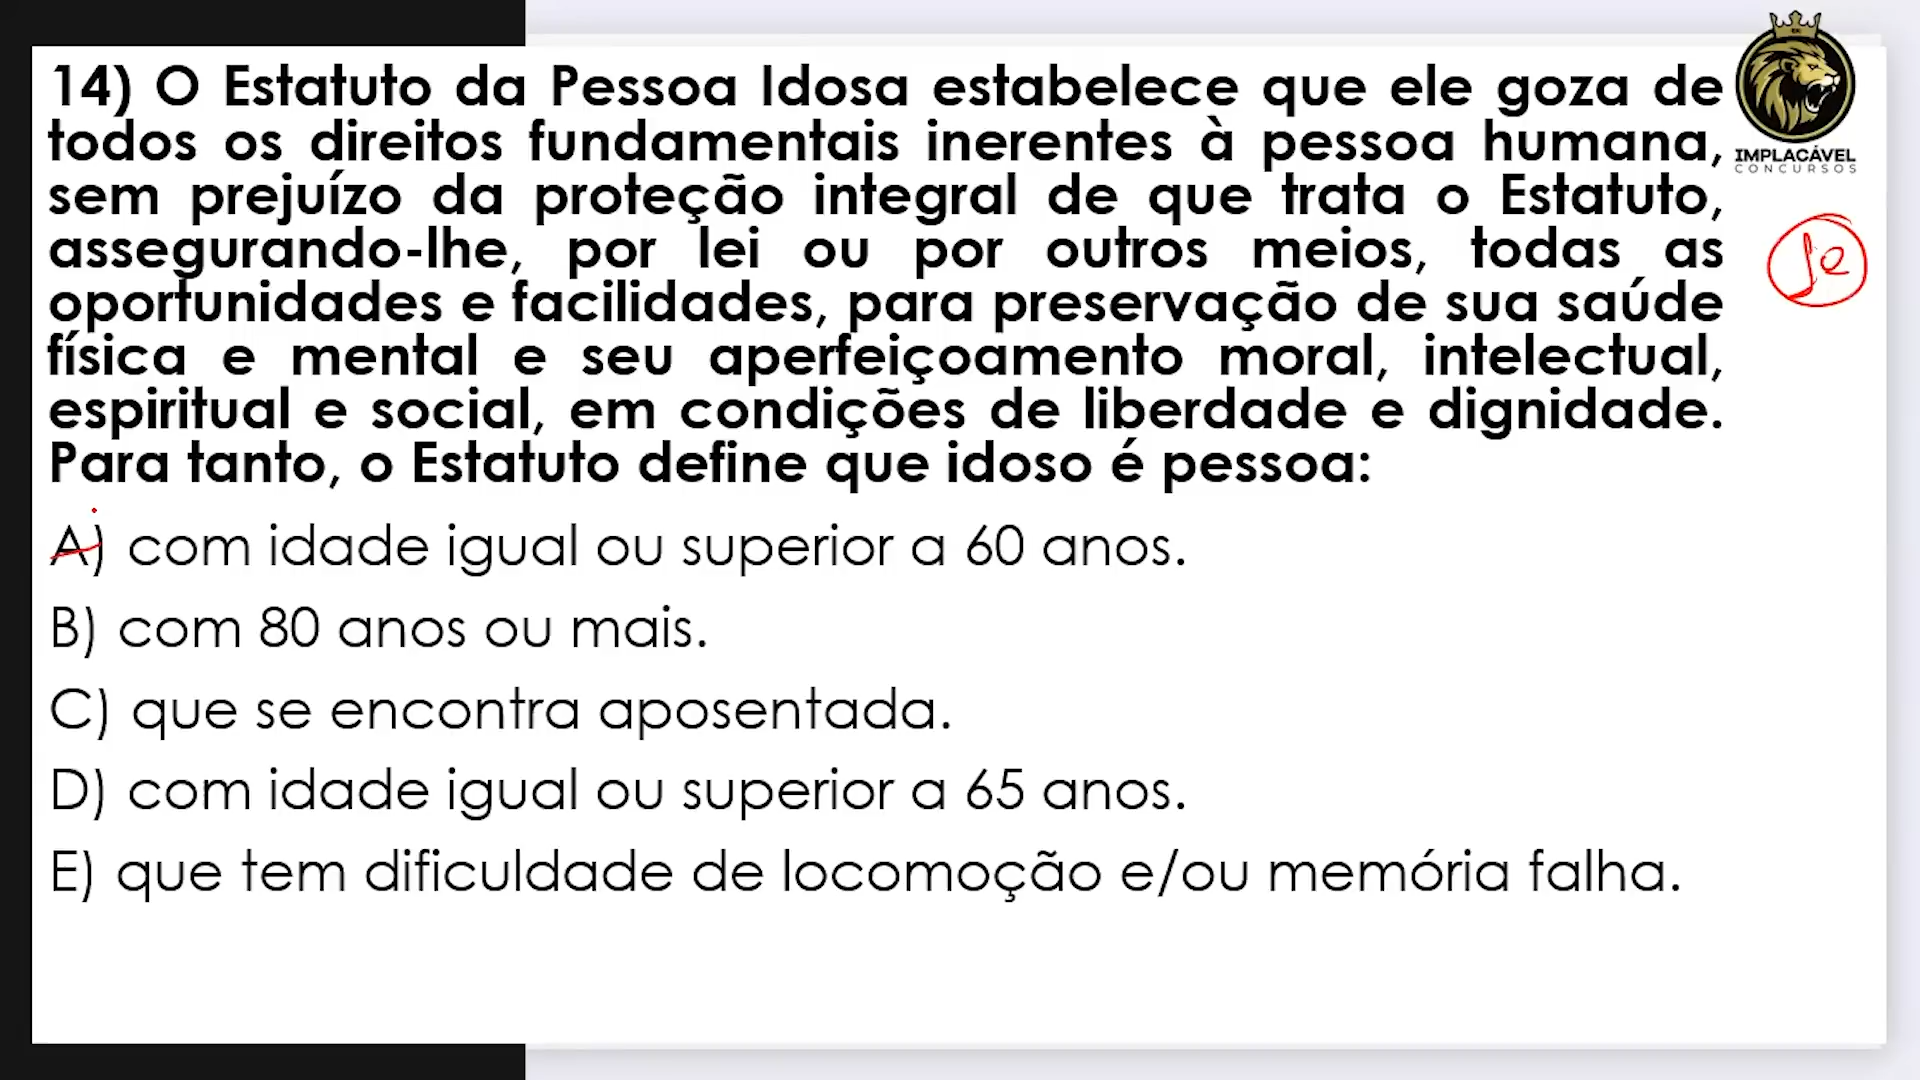 14) O Estatuto da Pessoa Idosa estabelece que ele goza de
todos os direitos fundamentais inerentes à pessoa humana,
sem prejuízo da proteção integral de que trata o Estatuto,
assegurando-lhe, por lei ou por outros meios, todas as
oportunidades e facilidades, para preservação de sua saúde
física e mental e seu aperfeiçoamento moral, intelectual,
espiritual e social, em condições de liberdade e dignidade.
Para tanto, o Estatuto define que idoso é pessoa:
A) com idade igual ou superior a 60 anos.
B) com 80 anos ou mais.
C) que se encontra aposentada.
D) com idade igual ou superior a 65 anos.
E) que tem dificuldade de locomoção e/ou memória falha.
IMPLACÁVEL
CONCURSOS